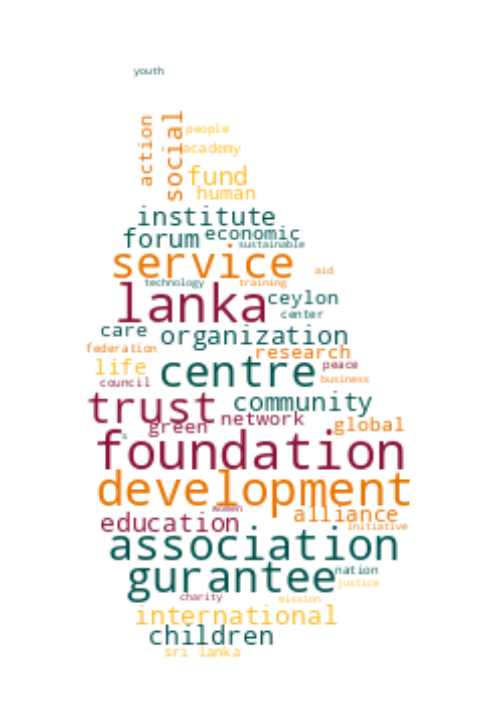 youth
action
social
people
academy
fund
human
institute
forum economic
sustainable
service
aid
technology training
lanka ceylon
center
care organization
federation research
life centre peace
council business
trust community
green network global
s
foundation
development
women
education alliance
initiative
association
gurantee nation
justice
charity mission
international
children
sri lanka